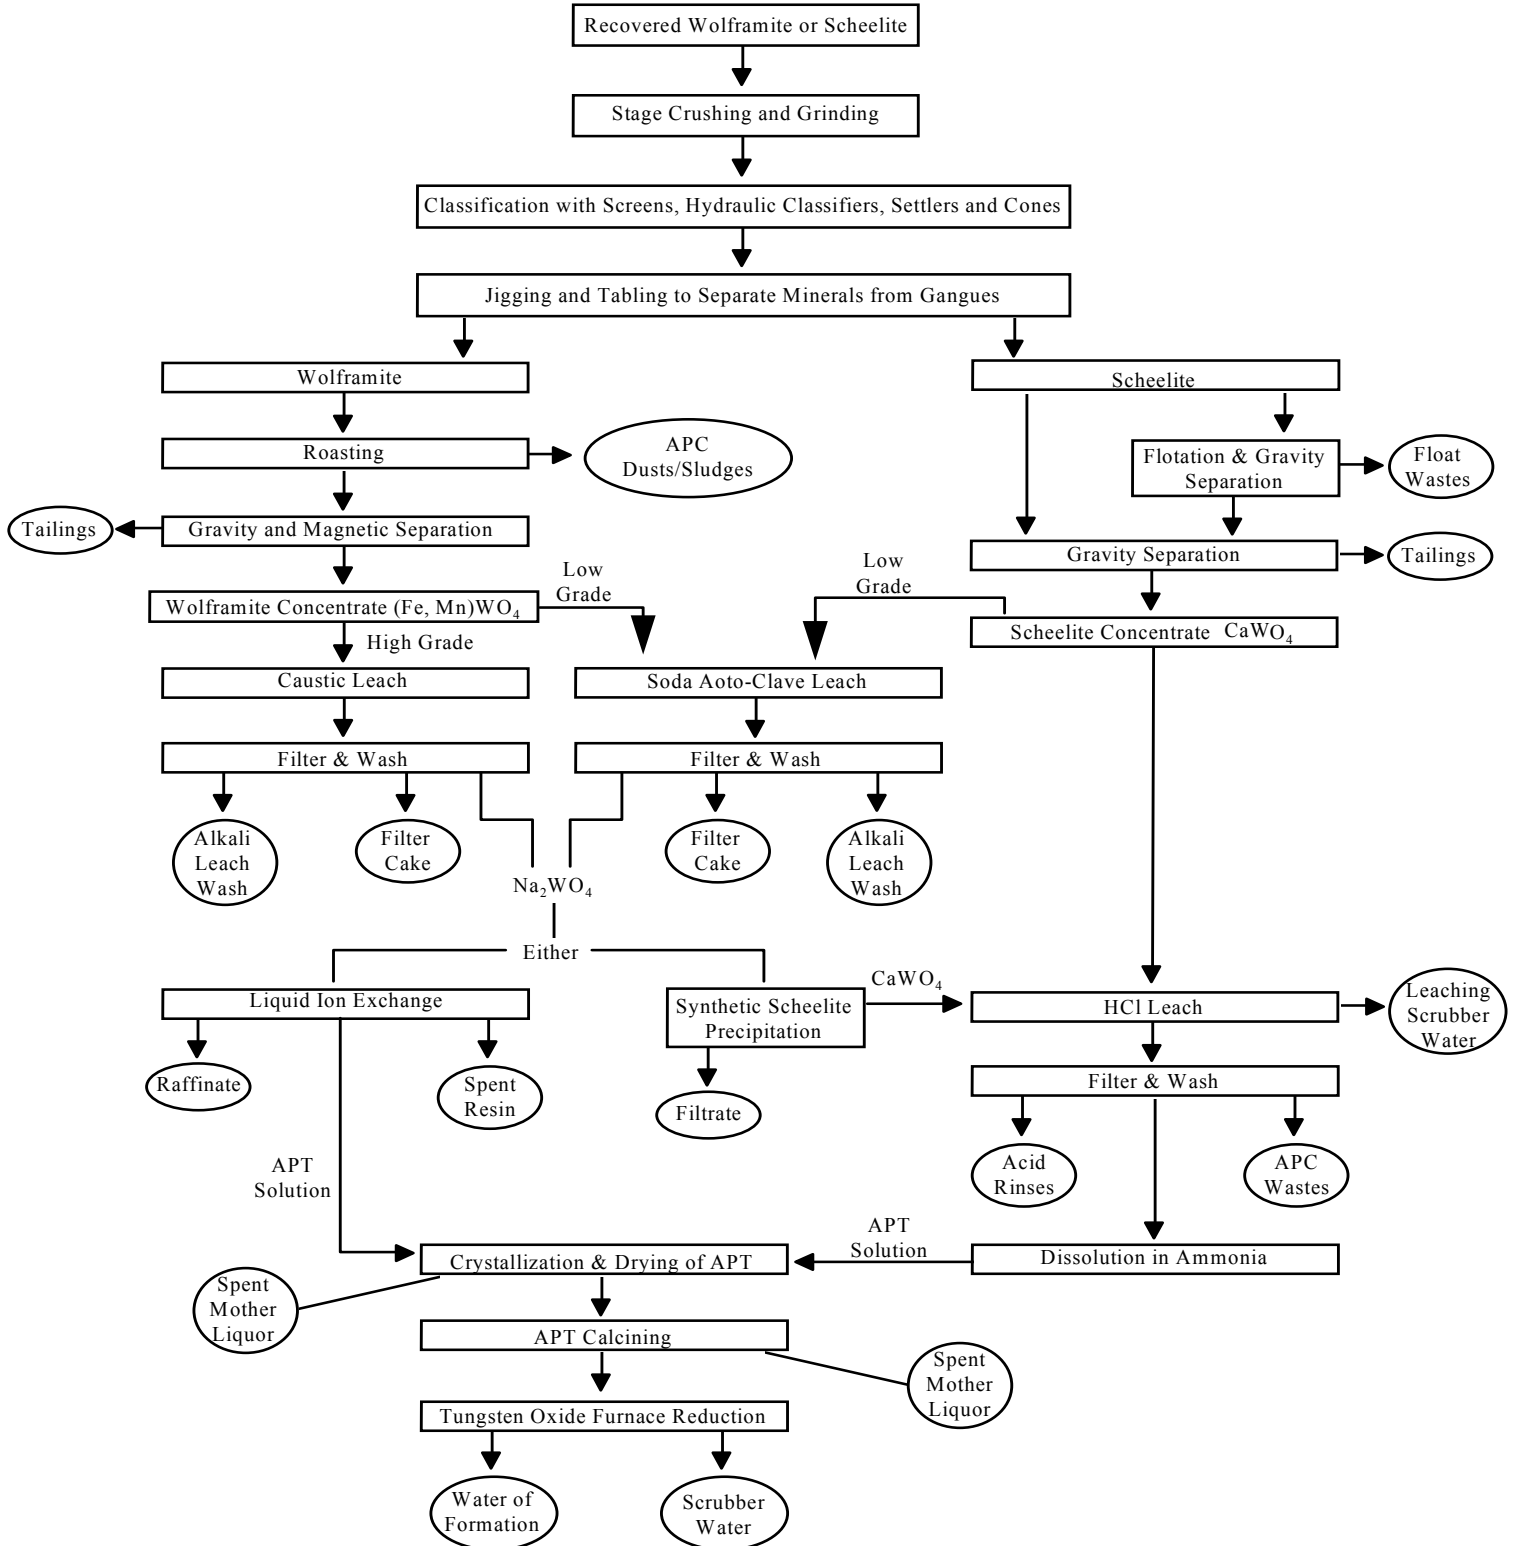 Recovered Wolframite or Scheelite
Stage Crushing and Grinding
Classification with Screens, Hydraulic Classifiers, Settlers and Cones
Jigging and Tabling to Separate Minerals from Gangues
Wolframite
Scheelite
Roasting
APC
Dusts/Sludges
Flotation & Gravity
Separation
Float
Wastes
Tailings
Gravity and Magnetic Separation
Gravity Separation
Tailings
Low
Grade
Low
Grade
Wolframite Concentrate (Fe, Mn)WO₄
Scheelite Concentrate CaWO₄
High Grade
Caustic Leach
Soda Aoto-Clave Leach
Filter & Wash
Filter & Wash
Alkali
Leach
Wash
Filter
Cake
Filter
Cake
Alkali
Leach
Wash
Na₂WO₄
Either
Liquid Ion Exchange
Synthetic Scheelite
Precipitation
CaWO₄
HCl Leach
Leaching
Scrubber
Water
Raffinate
Spent
Resin
Filtrate
Filter & Wash
Acid
Rinses
APC
Wastes
APT
Solution
APT
Solution
Crystallization & Drying of APT
Dissolution in Ammonia
Spent
Mother
Liquor
APT Calcining
Spent
Mother
Liquor
Tungsten Oxide Furnace Reduction
Water of
Formation
Scrubber
Water